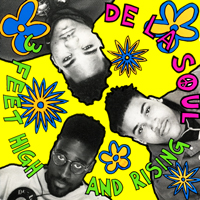 DE LA SOUL
3 FEET HIGH
AND RISING